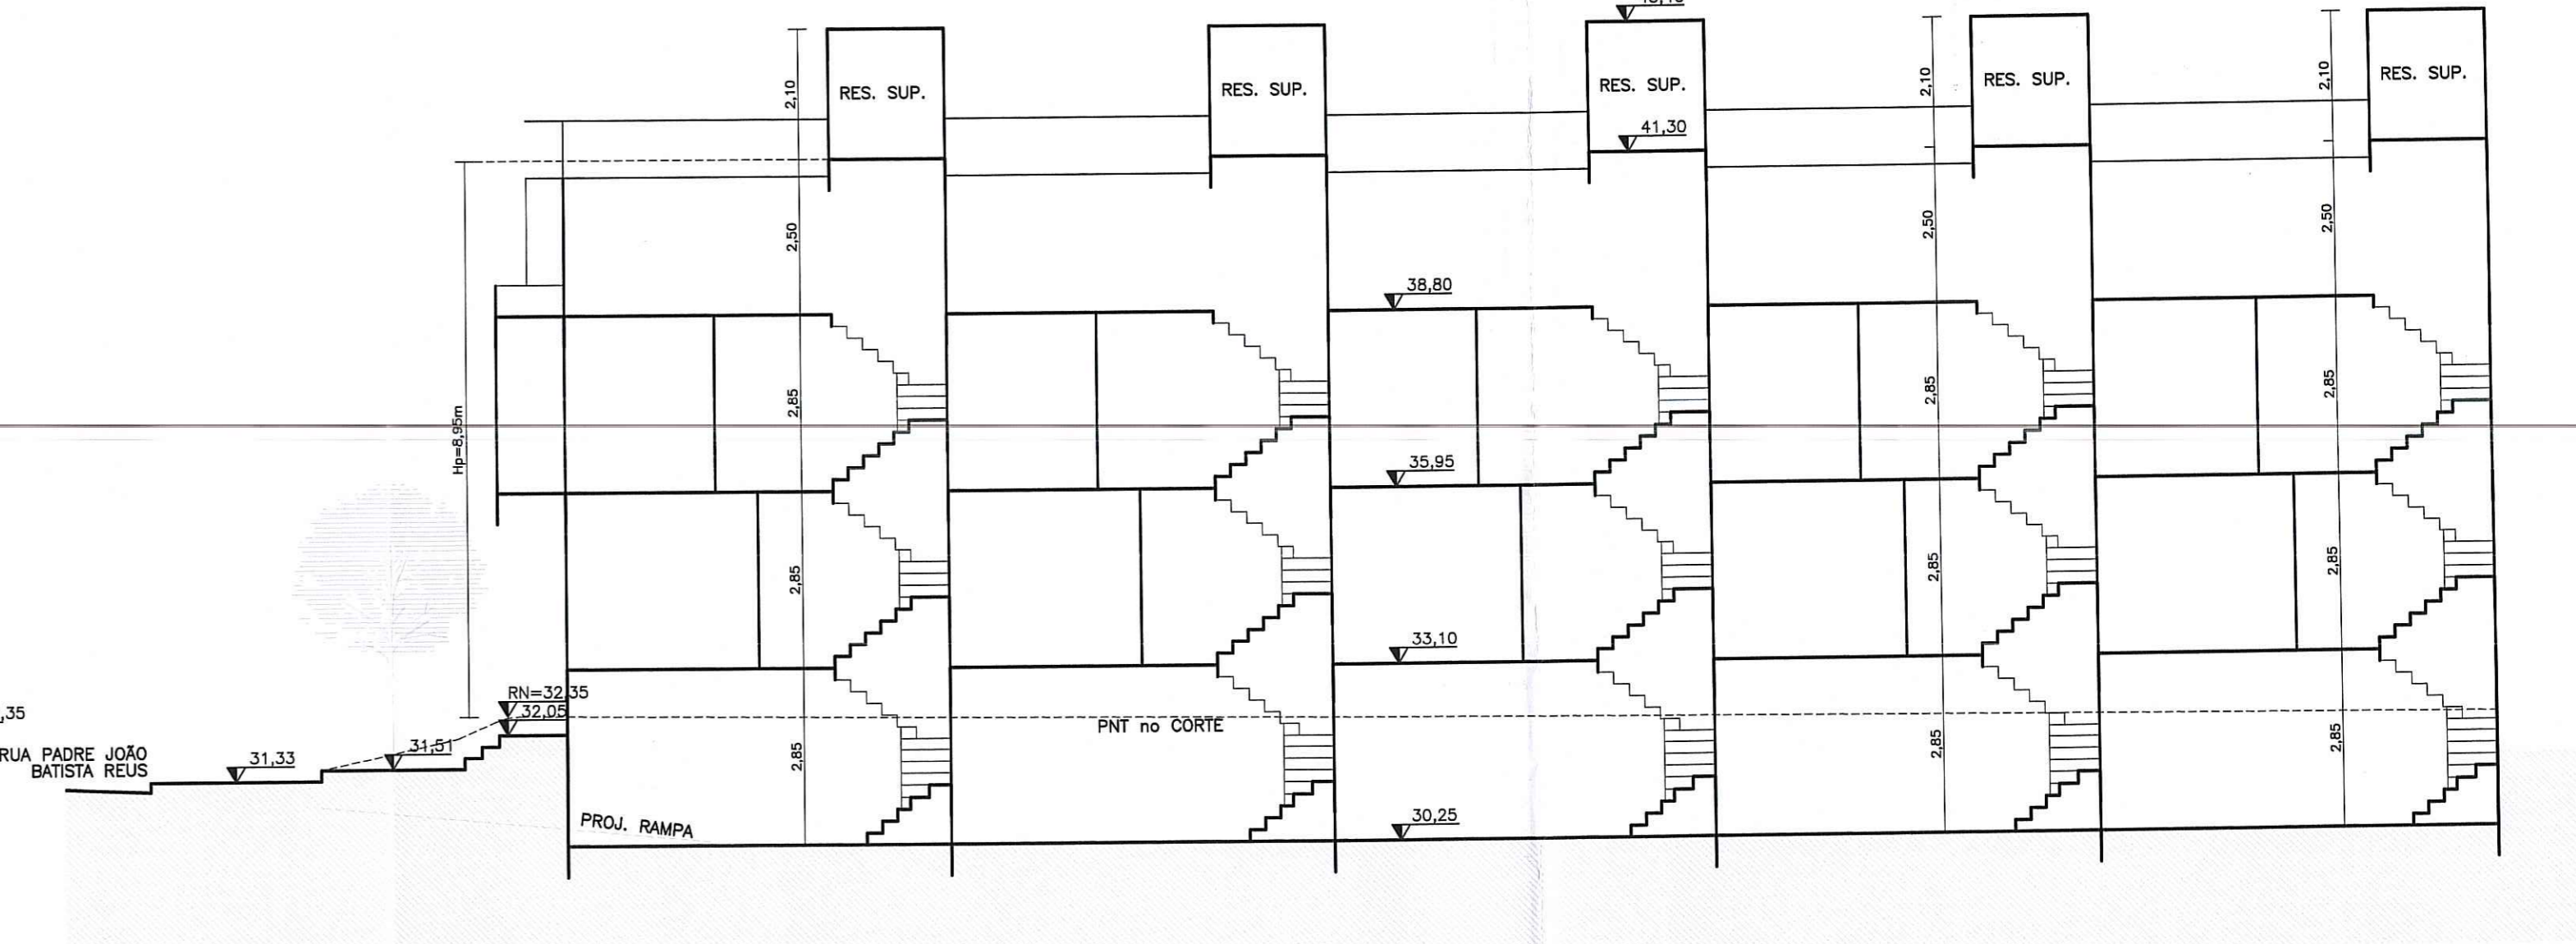 2,10
RES. SUP.
RES. SUP.
RES. SUP.
2,10
RES. SUP.
2,10
RES. SUP.
41,30
2,50
2,50
2,50
38,80
Hp=8,95m
2,85
2,85
2,85
35,95
2,85
2,85
2,85
33,10
RN=32,35
32,05
,35
PNT no CORTE
RUA PADRE JOÃO
BATISTA REUS
31,33
31,51
2,85
2,85
2,85
PROJ. RAMPA
30,25